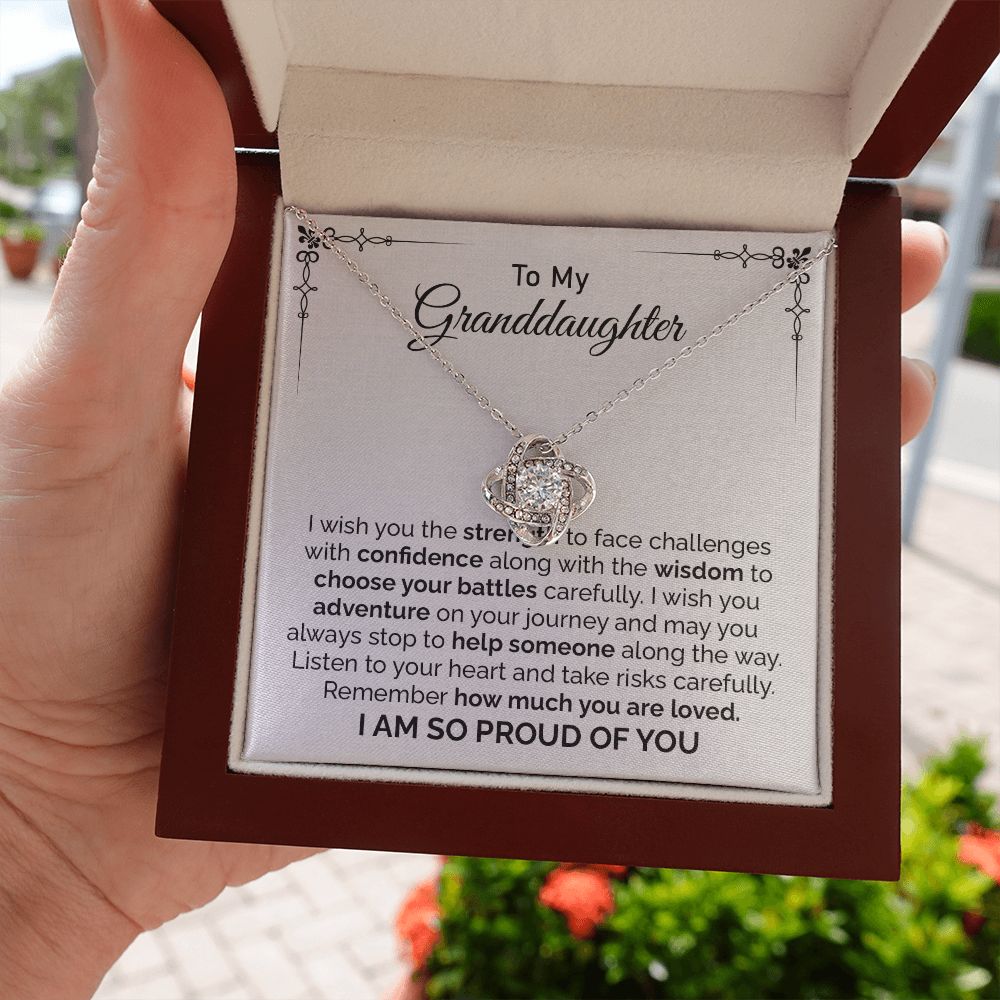 To My
Granddaughter
I wish you the strength to face challenges
with confidence along with the wisdom to
choose your battles carefully. I wish you
adventure on your journey and may you
always stop to help someone along the way.
Listen to your heart and take risks carefully.
Remember how much you are loved.
I AM SO PROUD OF YOU